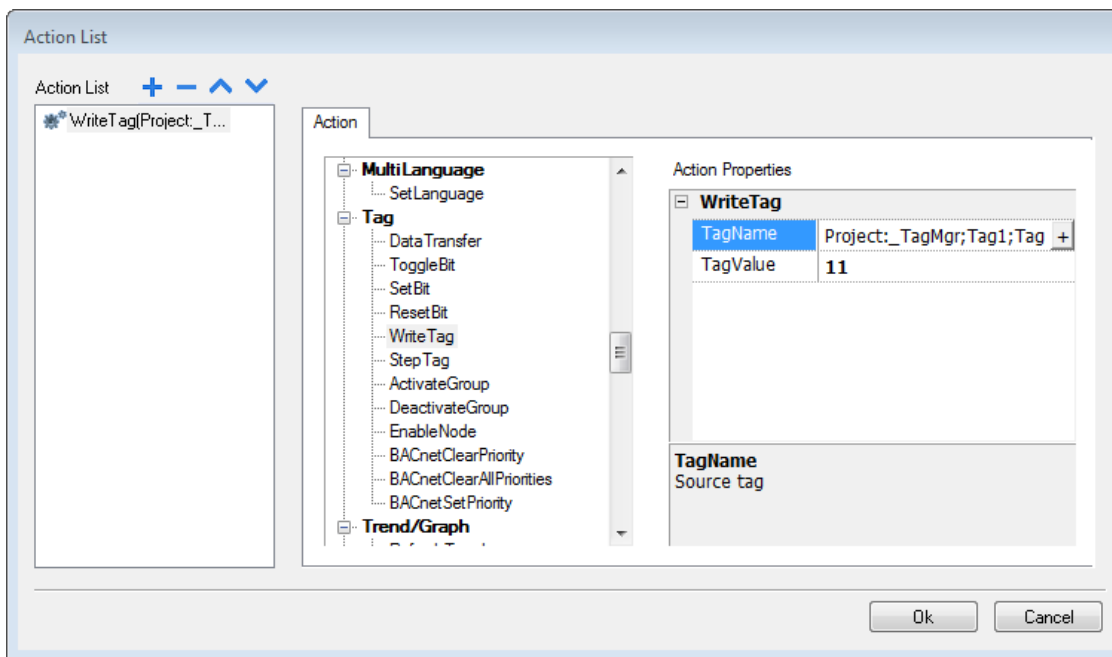 Action List
Action List
WriteTag(Project:_T...
Action
MultiLanguage
SetLanguage
Tag
DataTransfer
ToggleBit
SetBit
ResetBit
WriteTag
StepTag
ActivateGroup
DeactivateGroup
EnableNode
BACnetClearPriority
BACnetClearAllPriorities
BACnetSetPriority
Trend/Graph
Action Properties
WriteTag
TagName Project:_TagMgr;Tag1;Tag +
TagValue 11
TagName
Source tag
Ok Cancel